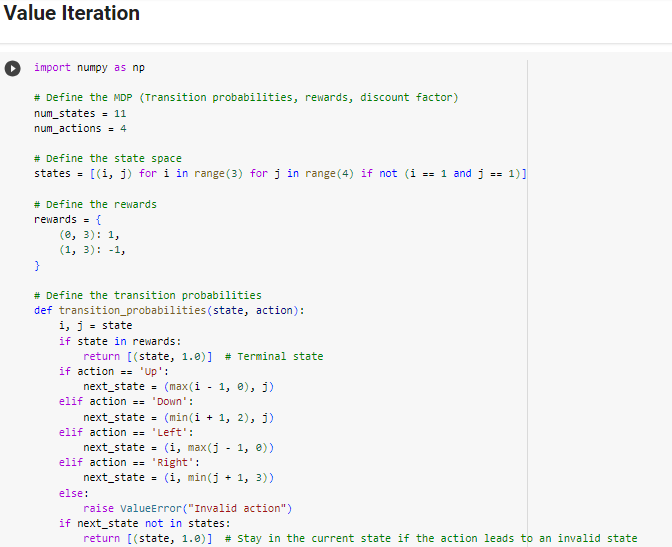 Value Iteration
import numpy as np
# Define the MDP (Transition probabilities, rewards, discount factor)
num_states = 11
num_actions = 4
# Define the state space
states = [(i, j) for i in range(3) for j in range(4) if not (i == 1 and j == 1)]
# Define the rewards
rewards = {
    (0, 3): 1,
    (1, 3): -1,
}
# Define the transition probabilities
def transition_probabilities(state, action):
    i, j = state
    if state in rewards:
        return [(state, 1.0)]  # Terminal state
    if action == 'Up':
        next_state = (max(i - 1, 0), j)
    elif action == 'Down':
        next_state = (min(i + 1, 2), j)
    elif action == 'Left':
        next_state = (i, max(j - 1, 0))
    elif action == 'Right':
        next_state = (i, min(j + 1, 3))
    else:
        raise ValueError("Invalid action")
    if next_state not in states:
        return [(state, 1.0)]  # Stay in the current state if the action leads to an invalid state